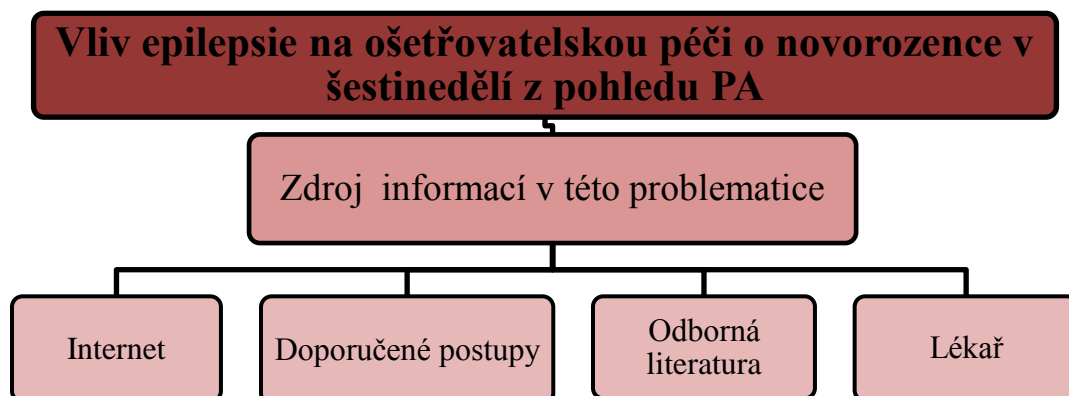 Vliv epilepsie na ošetřovatelskou péči o novorozence v
šestinedělí z pohledu PA
Zdroj informací v této problematice
Internet
Doporučené postupy
Odborná
literatura
Lékař